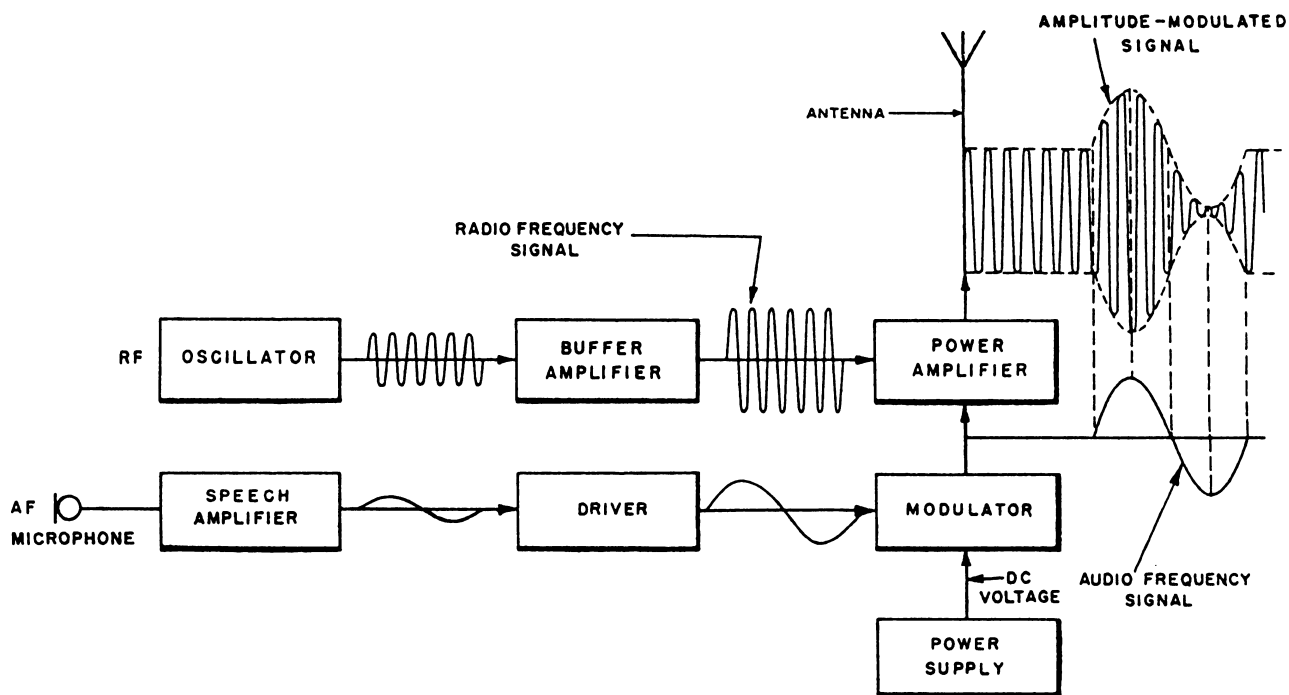 AMPLITUDE-MODULATED
SIGNAL
ANTENNA
RADIO FREQUENCY
SIGNAL
RF
OSCILLATOR
BUFFER
AMPLIFIER
POWER
AMPLIFIER
AF
MICROPHONE
SPEECH
AMPLIFIER
DRIVER
MODULATOR
DC
VOLTAGE
AUDIO FREQUENCY
SIGNAL
POWER
SUPPLY